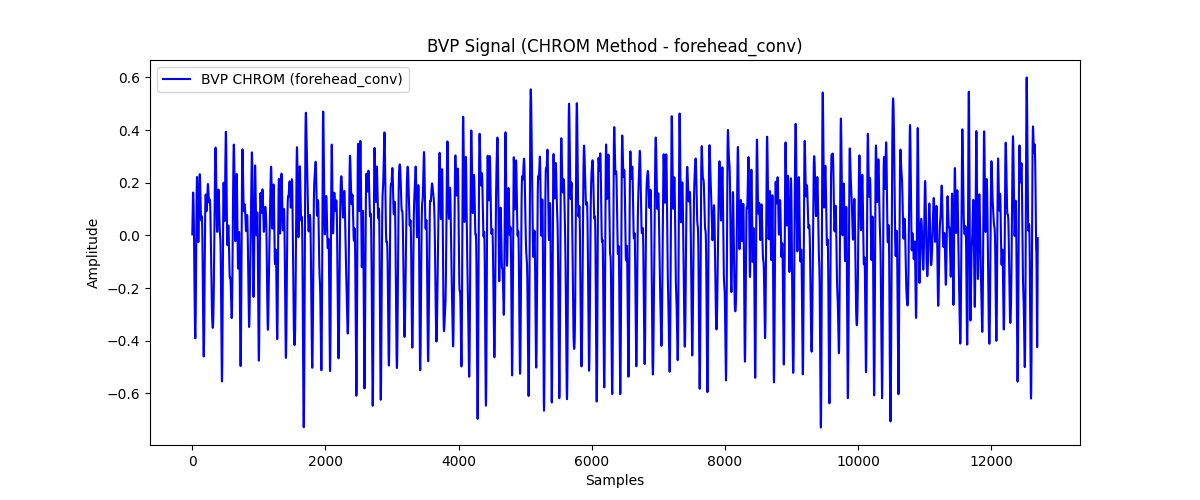 BVP Signal (CHROM Method - forehead_conv)
BVP CHROM (forehead_conv)
0.6
0.4
0.2
0.0
−0.2
−0.4
−0.6
Amplitude
0 2000 4000 6000 8000 10000 12000
Samples